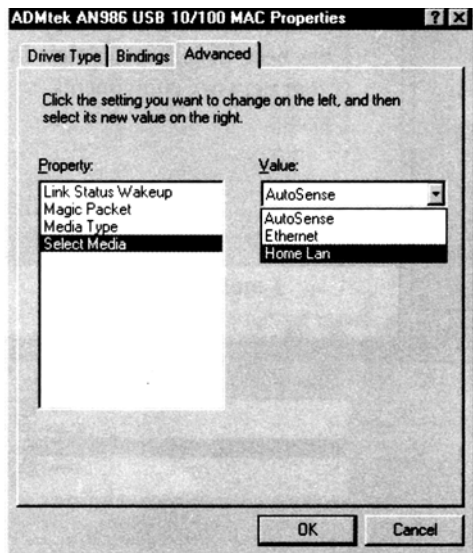 ADMtek AN986 USB 10/100 MAC Properties
Driver Type
Bindings
Advanced
Click the setting you want to change on the left, and then
select its new value on the right.
Property:
Link Status Wakeup
Magic Packet
Media Type
Select Media
Value:
AutoSense
AutoSense
Ethernet
Home Lan
OK
Cancel